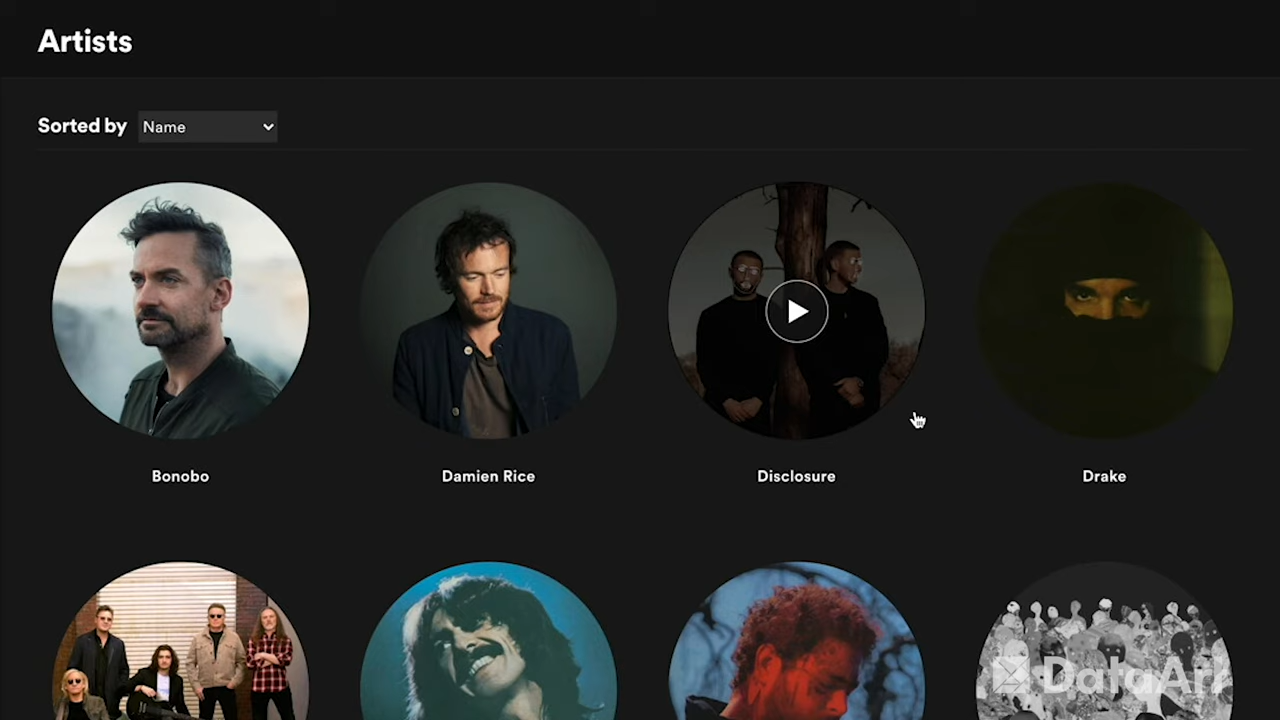 Artists
Sorted by Name
Bonobo
Damien Rice
Disclosure
Drake
DataArt